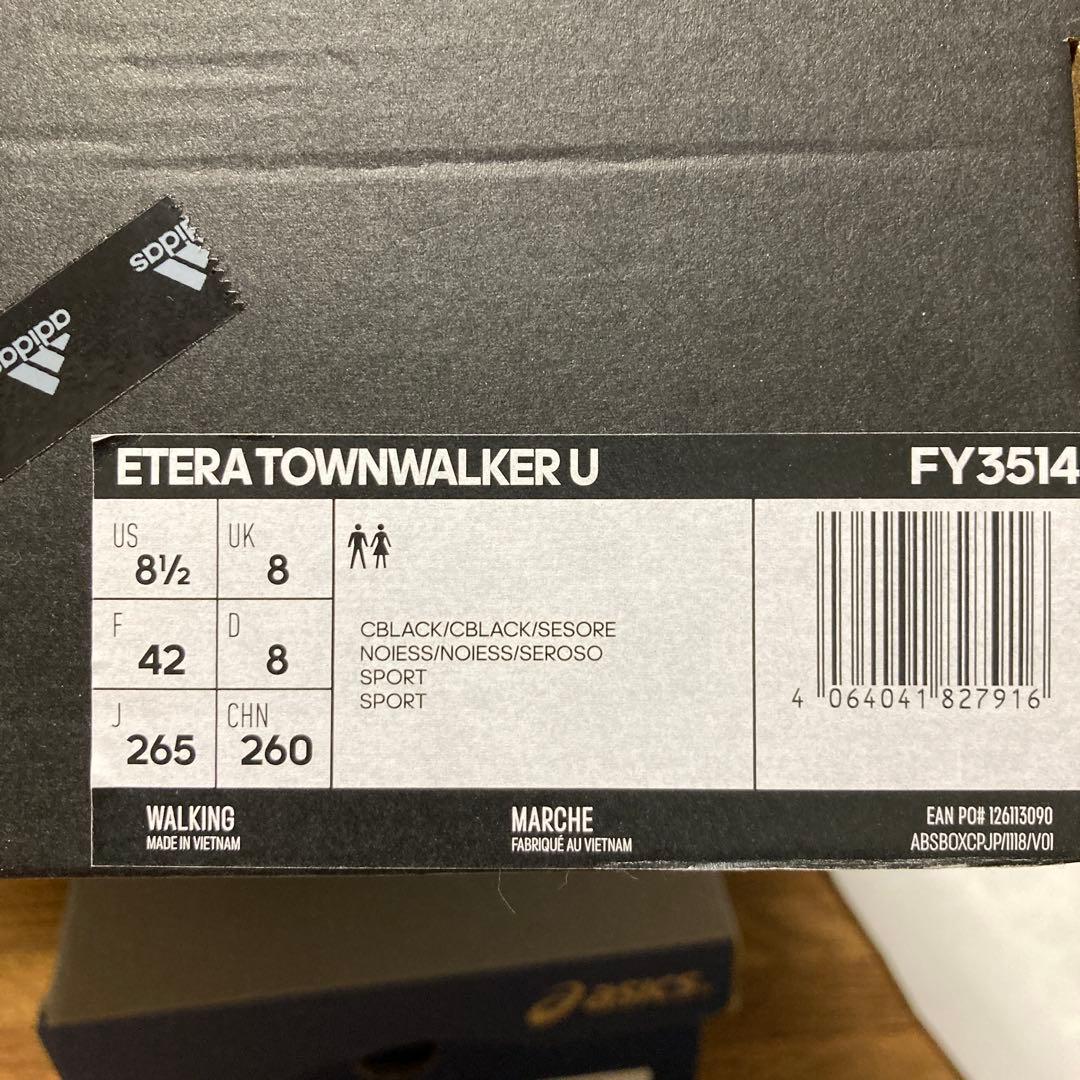 adidas
adidas
ETERA TOWNWALKER U FY3514
US 8½ UK 8
F 42 D 8
J 265 CHN 260
CBLACK/CBLACK/SESORE
NOIESS/NOIESS/SEROSO
SPORT
SPORT
4 064041 827916
WALKING
MADE IN VIETNAM
MARCHE
FABRIQUÉ AU VIETNAM
EAN PO# 126113090
ABSBOXCPJP/1118/V01
asics